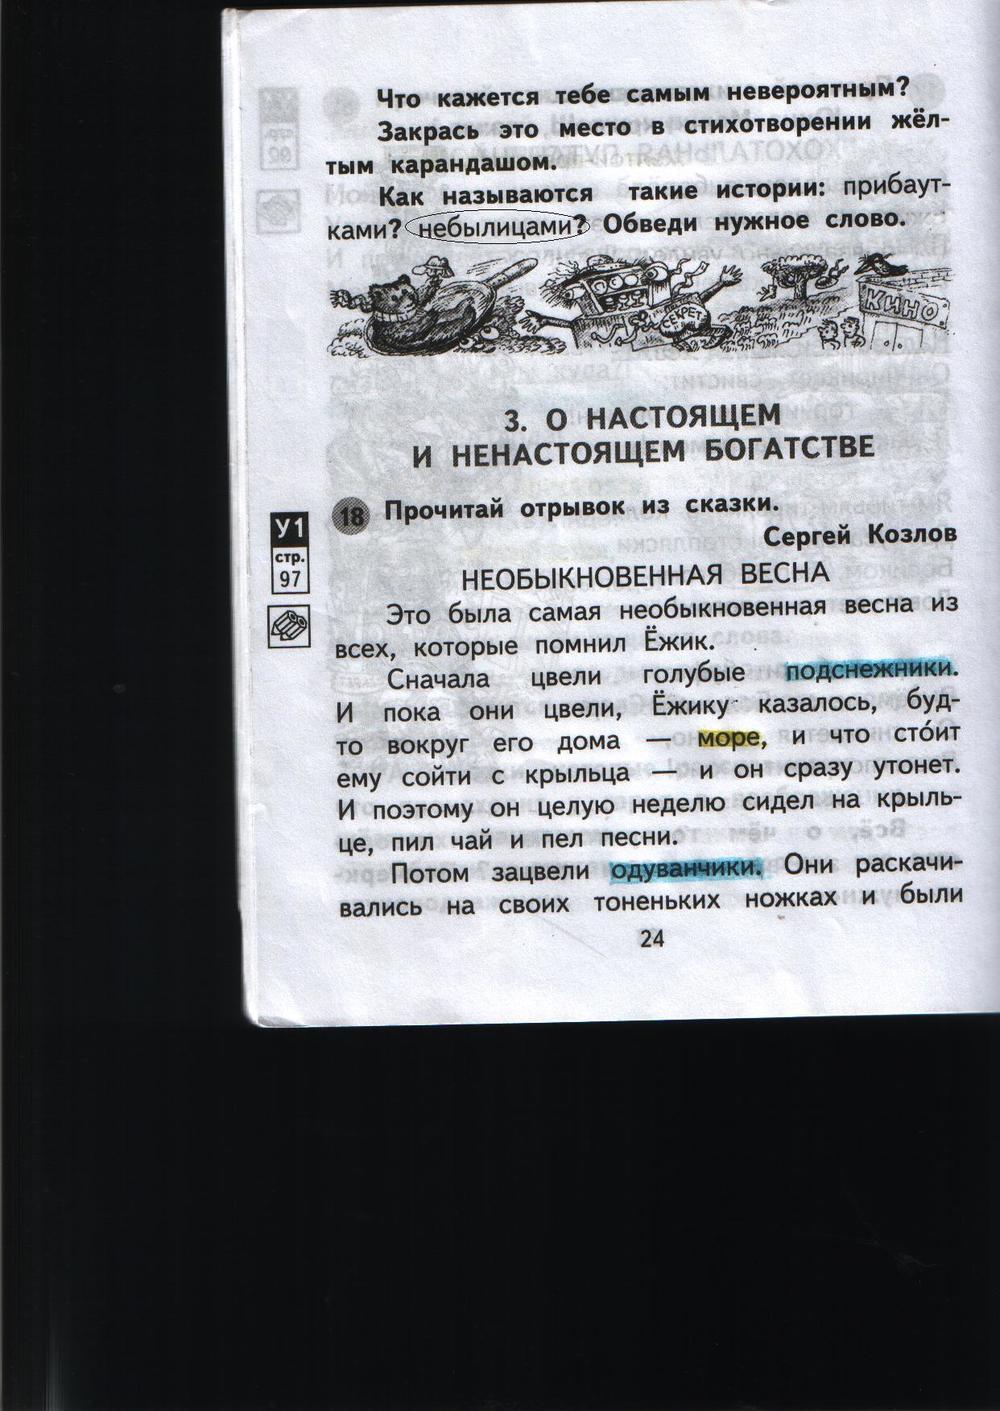 Что кажется тебе самым невероятным?
Закрась это место в стихотворении жёл-
тым карандашом.
Как называются такие истории: прибаут-
ками? небылицами? Обведи нужное слово.
СЕКРЕТ
КИНО
3. О НАСТОЯЩЕМ
И НЕНАСТОЯЩЕМ БОГАТСТВЕ
У1
стр.
97
18 Прочитай отрывок из сказки.
Сергей Козлов
НЕОБЫКНОВЕННАЯ ВЕСНА
Это была самая необыкновенная весна из
всех, которые помнил Ёжик.
Сначала цвели голубые подснежники.
И пока они цвели, Ёжику казалось, буд-
то вокруг его дома — море, и что сто́ит
ему сойти с крыльца — и он сразу утонет.
И поэтому он целую неделю сидел на крыль-
це, пил чай и пел песни.
Потом зацвели одуванчики. Они раскачи-
вались на своих тоненьких ножках и были
24